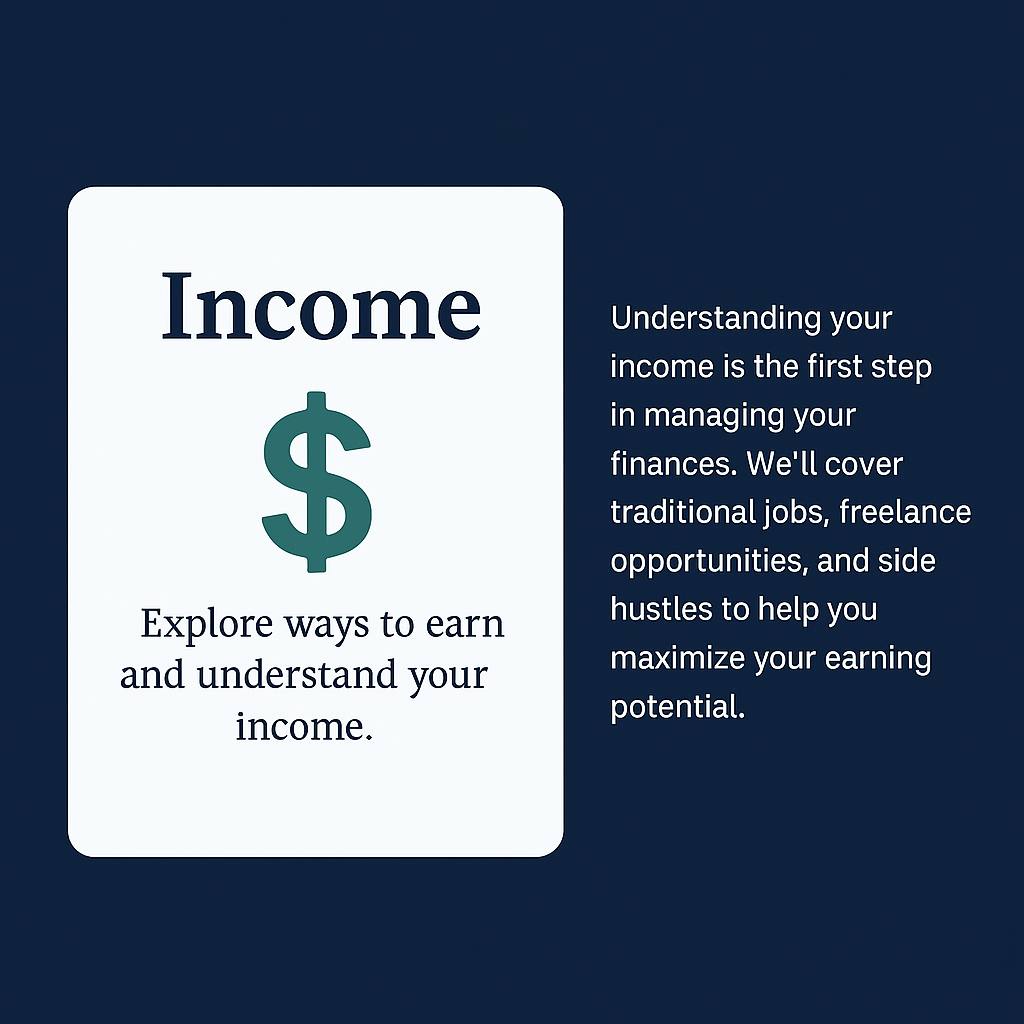 Income
$
Explore ways to earn
and understand your
income.
Understanding your
income is the first step
in managing your
finances. We'll cover
traditional jobs, freelance
opportunities, and side
hustles to help you
maximize your earning
potential.